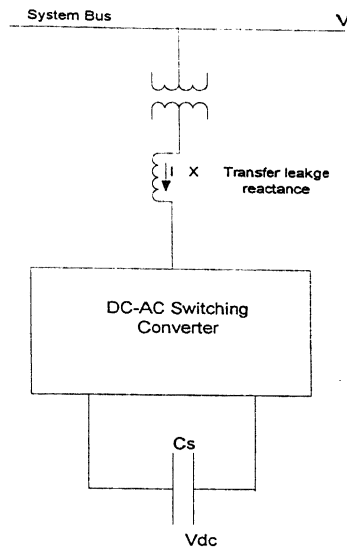 System Bus
V
I X Transfer leakge
reactance
DC-AC Switching
Converter
Cs
Vdc